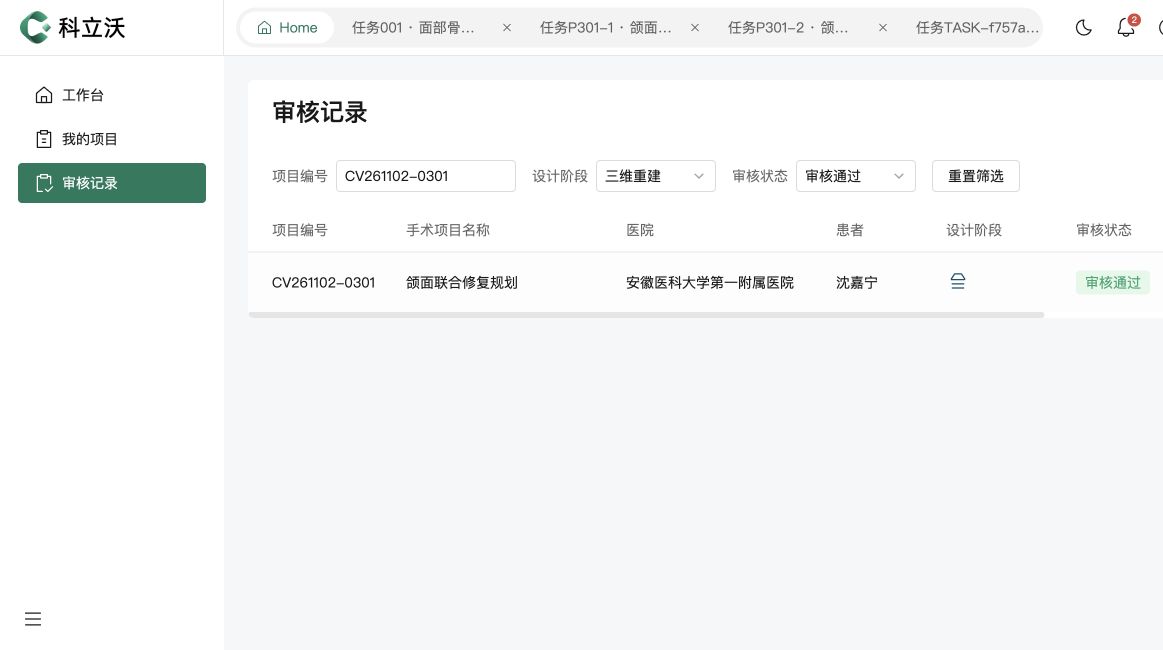 科立沃
Home
任务001 · 面部骨...
任务P301-1 · 颌面...
任务P301-2 · 颌...
任务TASK-f757a...
2
工作台
我的项目
审核记录
审核记录
项目编号 CV261102-0301 设计阶段 三维重建 审核状态 审核通过 重置筛选
项目编号 手术项目名称 医院 患者 设计阶段 审核状态
CV261102-0301 颌面联合修复规划 安徽医科大学第一附属医院 沈嘉宁 审核通过